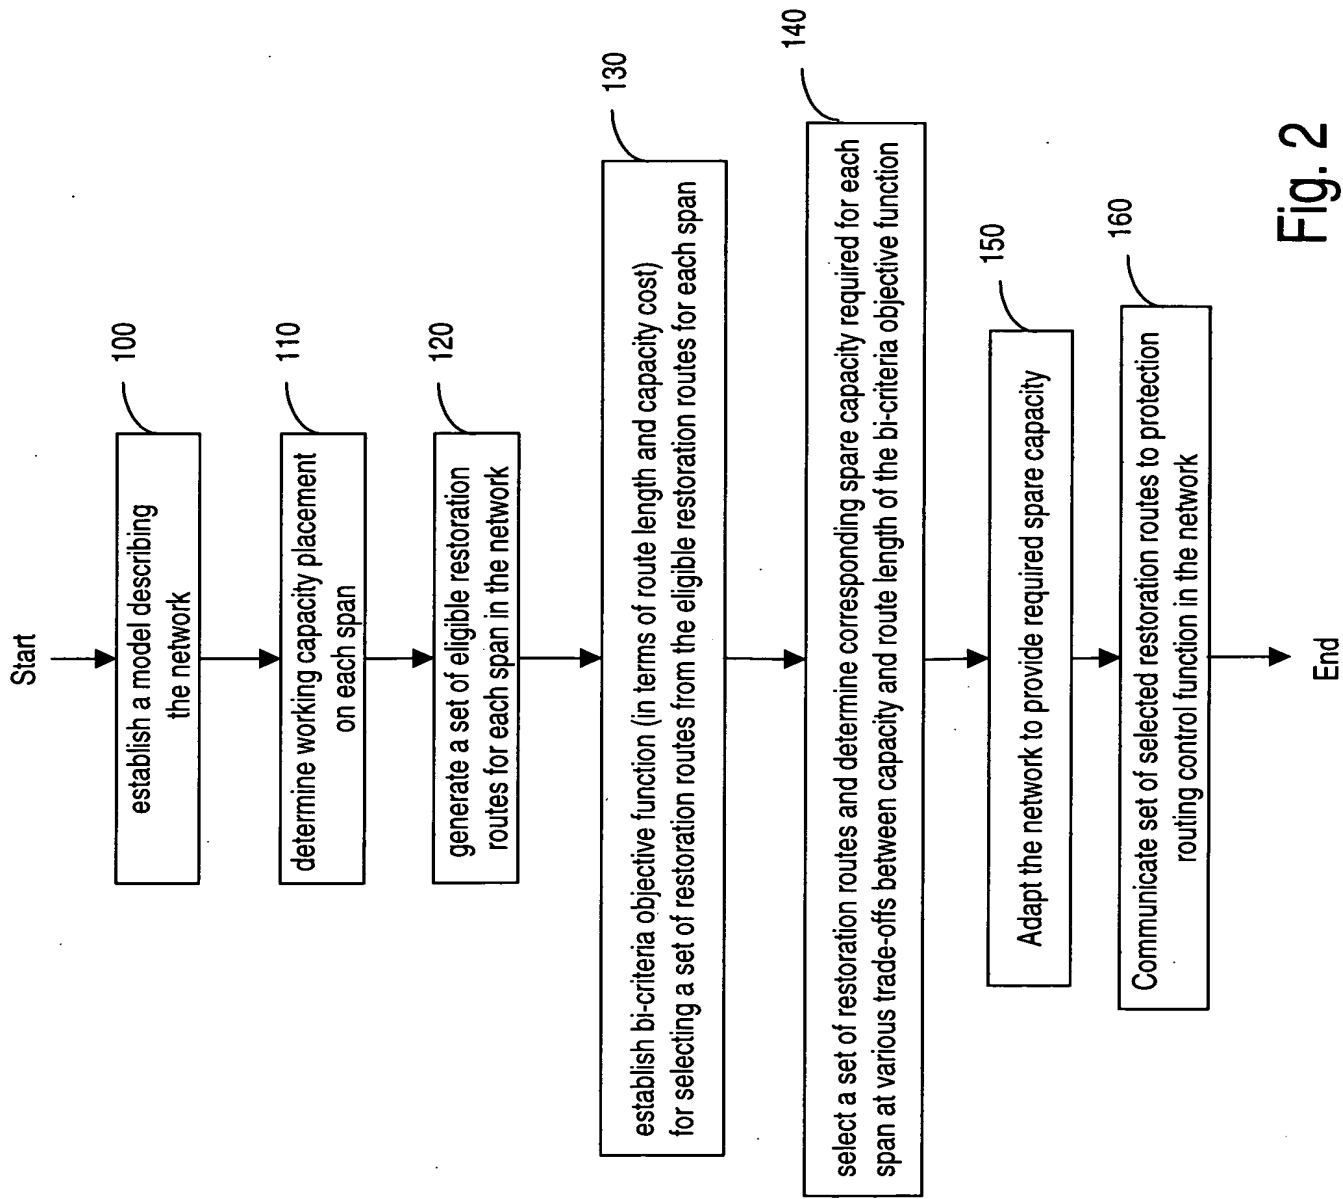 Start
100
establish a model describing
the network
110
determine working capacity placement
on each span
120
generate a set of eligible restoration
routes for each span in the network
130
establish bi-criteria objective function (in terms of route length and capacity cost)
for selecting a set of restoration routes from the eligible restoration routes for each span
140
select a set of restoration routes and determine corresponding spare capacity required for each
span at various trade-offs between capacity and route length of the bi-criteria objective function
150
Adapt the network to provide required spare capacity
160
Communicate set of selected restoration routes to protection
routing control function in the network
End
Fig. 2